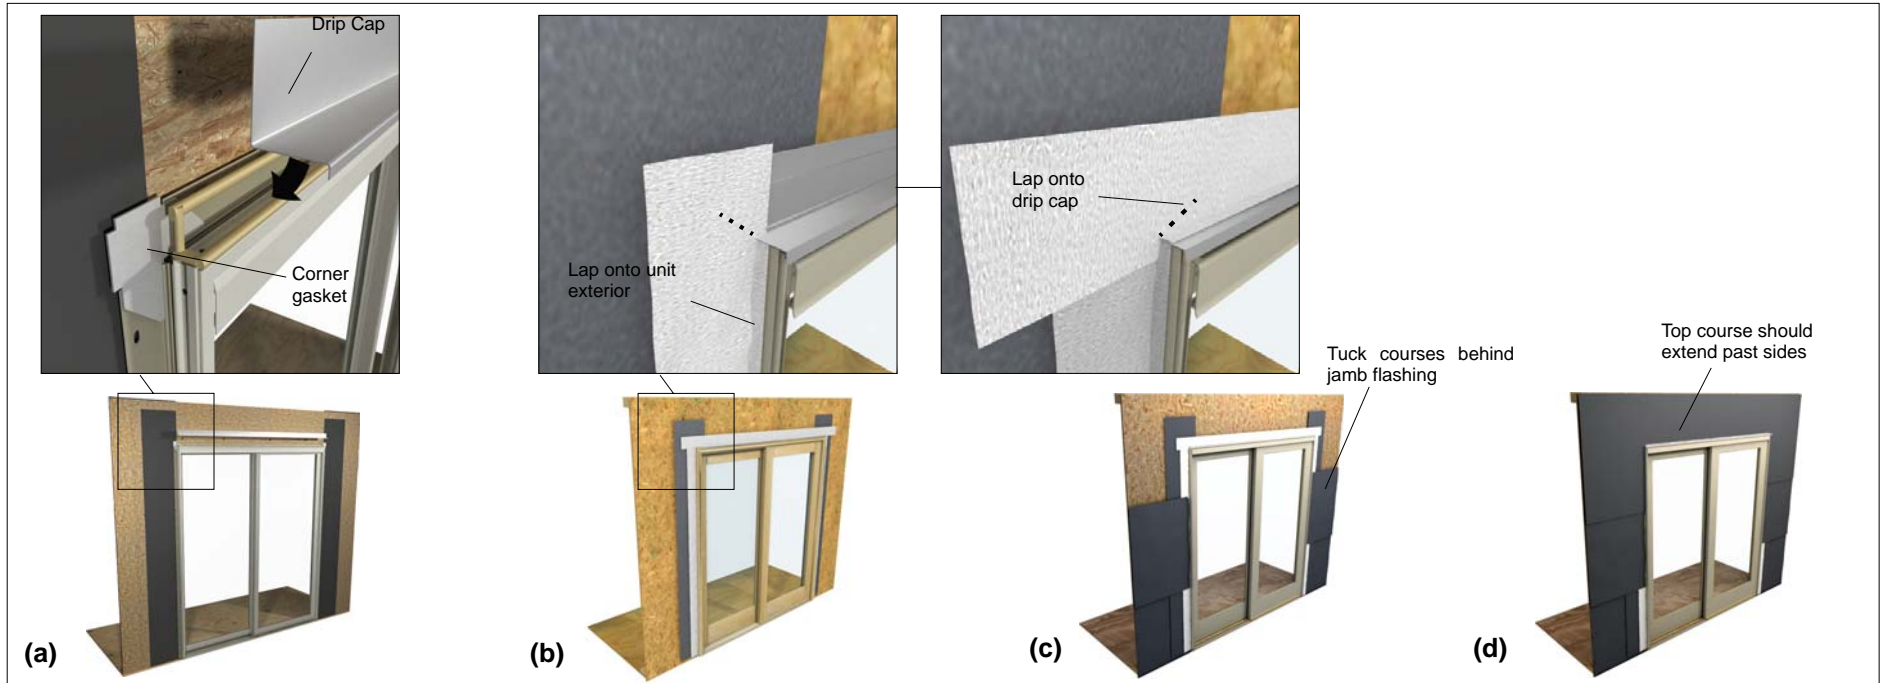 Drip Cap
Corner
gasket
Lap onto unit
exterior
Lap onto
drip cap
Tuck courses behind
jamb flashing
Top course should
extend past sides
(a)
(b)
(c)
(d)